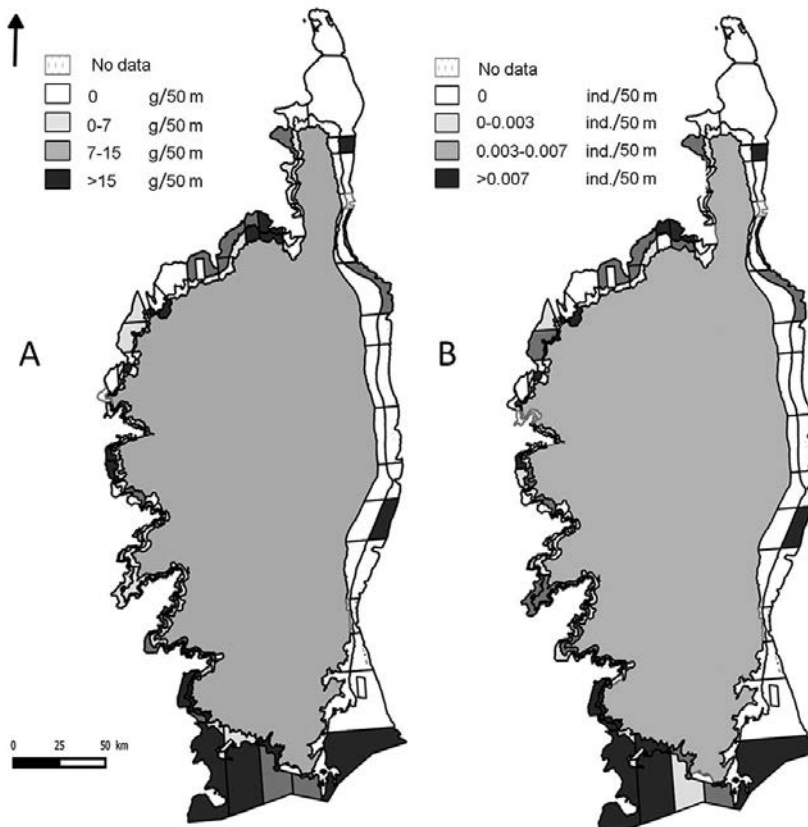 No data
0 g/50 m
0-7 g/50 m
7-15 g/50 m
>15 g/50 m
A
0 25 50 km
No data
0 ind./50 m
0-0.003 ind./50 m
0.003-0.007 ind./50 m
>0.007 ind./50 m
B